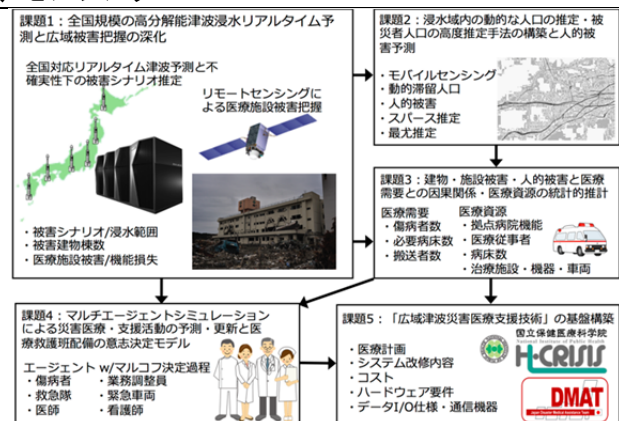 課題1：全国規模の高分解能津波浸水リアルタイム予
測と広域被害把握の深化
全国対応リアルタイム津波予測と不
確実性下の被害シナリオ推定
リモートセンシングに
よる医療施設被害把握
・被害シナリオ/浸水範囲
・被害建物棟数
・医療施設被害/機能損失
課題2：浸水域内の動的な人口の推定・被
災者人口の高度推定手法の構築と人的被
害予測
・モバイルセンシング
・動的滞留人口
・人的被害
・スパース推定
・最尤推定
課題3：建物・施設被害・人的被害と医療
需要との因果関係・医療資源の統計的推計
医療需要
・傷病者数
・必要病床数
・搬送者数
医療資源
・拠点病院機能
・医療従事者
・病床数
・治療施設・機器・車両
課題4：マルチエージェントシミュレーション
による災害医療・支援活動の予測・更新と医
療救護班配備の意志決定モデル
エージェント w/マルコフ決定過程
・傷病者
・救急隊
・医師
・業務調整員
・緊急車両
・看護師
課題5：「広域津波災害医療支援技術」の基盤構築
・医療計画
・システム改修内容
・コスト
・ハードウェア要件
・データI/O仕様・通信機器
国立保健医療科学院
National Institute of Public Health
H·CRISIS
DMAT
Japan Disaster Medical Assistance Team